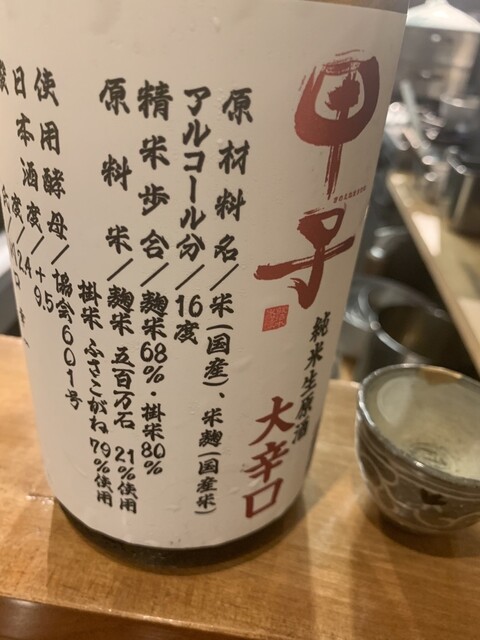 甲子
純米生原酒
大辛口
原材料名/米(国産)、米麹(国産米)
アルコール分/16度
精米歩合/麹米68%・掛米80%
原料米/麹米 五百万石 21%使用
掛米 ふさこがね 79%使用
使用酵母/協会601号
日本酒度/+9.5